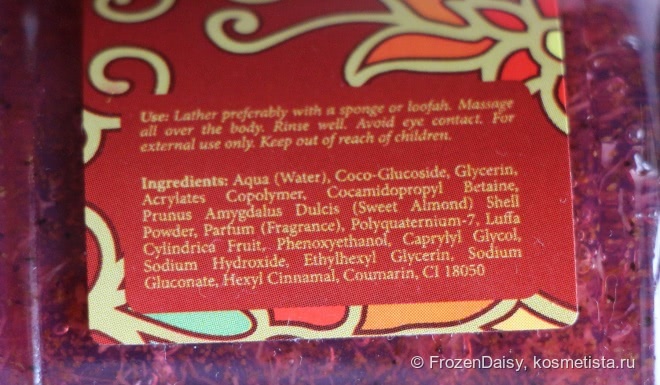 Use: Lather preferably with a sponge or loofah. Massage
all over the body. Rinse well. Avoid eye contact. For
external use only. Keep out of reach of children.
Ingredients: Aqua (Water), Coco-Glucoside, Glycerin,
Acrylates Copolymer, Cocamidopropyl Betaine,
Prunus Amygdalus Dulcis (Sweet Almond) Shell
Powder, Parfum (Fragrance), Polyquaternium-7, Luffa
Cylindrica Fruit, Phenoxyethanol, Caprylyl Glycol,
Sodium Hydroxide, Ethylhexyl Glycerin, Sodium
Gluconate, Hexyl Cinnamal, Coumarin, CI 18050
© FrozenDaisy, kosmetista.ru